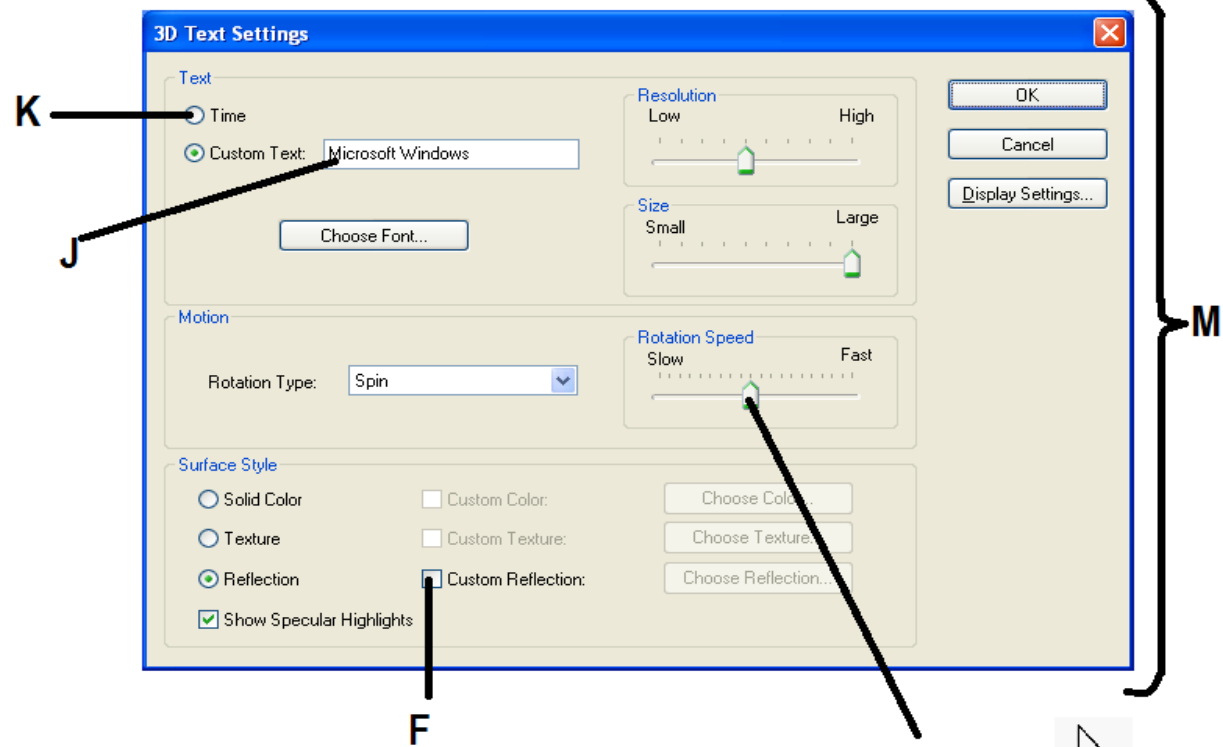 3D Text Settings
Text
K
Time
Custom Text: Microsoft Windows
J
Choose Font...
Resolution
Low High
Size
Small Large
OK
Cancel
Display Settings...
M
Motion
Rotation Type: Spin
Rotation Speed
Slow Fast
Surface Style
Solid Color Custom Color: Choose Color...
Texture Custom Texture: Choose Texture...
Reflection Custom Reflection: Choose Reflection...
Show Specular Highlights
F